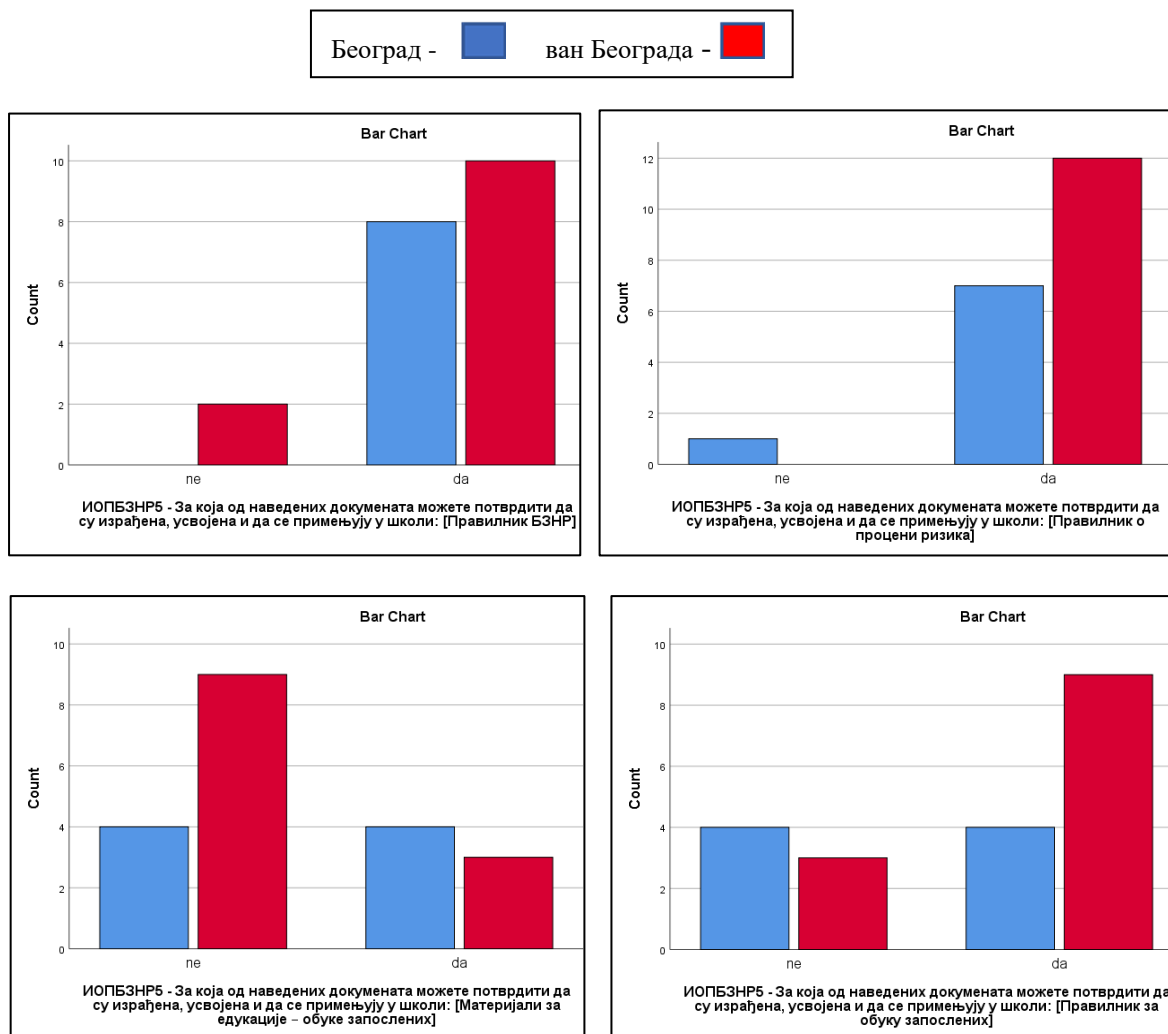 Београд - ван Београда -
Bar Chart
10
8
6
4
2
0
Count
ne da
ИОПБЗНР5 - За која од наведених докумената можете потврдити да
су израђена, усвојена и да се примењују у школи: [Правилник БЗНР]
Bar Chart
12
10
8
6
4
2
0
Count
ne da
ИОПБЗНР5 - За која од наведених докумената можете потврдити да
су израђена, усвојена и да се примењују у школи: [Правилник о
процени ризика]
Bar Chart
10
8
6
4
2
0
Count
ne da
ИОПБЗНР5 - За која од наведених докумената можете потврдити да
су израђена, усвојена и да се примењују у школи: [Материјали за
едукације – обуке запослених]
Bar Chart
10
8
6
4
2
0
Count
ne da
ИОПБЗНР5 - За која од наведених докумената можете потврдити да
су израђена, усвојена и да се примењују у школи: [Правилник за
обуку запослених]